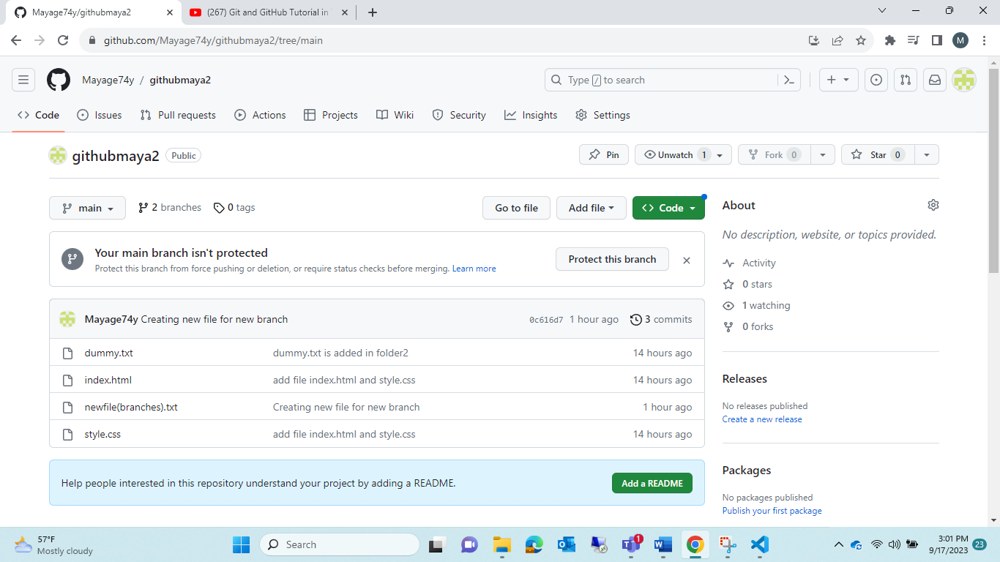 Mayage74y/githubmaya2
(267) Git and GitHub Tutorial in
github.com/Mayage74y/githubmaya2/tree/main
M
Mayage74y / githubmaya2
Type / to search
Code Issues Pull requests Actions Projects Wiki Security Insights Settings
githubmaya2 Public
Pin Unwatch 1 Fork 0 Star 0
main 2 branches 0 tags
Go to file Add file Code
Your main branch isn't protected
Protect this branch from force pushing or deletion, or require status checks before merging. Learn more
Protect this branch
Mayage74y Creating new file for new branch 0c616d7 1 hour ago 3 commits
dummy.txt dummy.txt is added in folder2 14 hours ago
index.html add file index.html and style.css 14 hours ago
newfile(branches).txt Creating new file for new branch 1 hour ago
style.css add file index.html and style.css 14 hours ago
Help people interested in this repository understand your project by adding a README.
Add a README
About
No description, website, or topics provided.
Activity
0 stars
1 watching
0 forks
Releases
No releases published
Create a new release
Packages
No packages published
Publish your first package
57°F
Mostly cloudy
Search
1
3:01 PM
9/17/2023
23